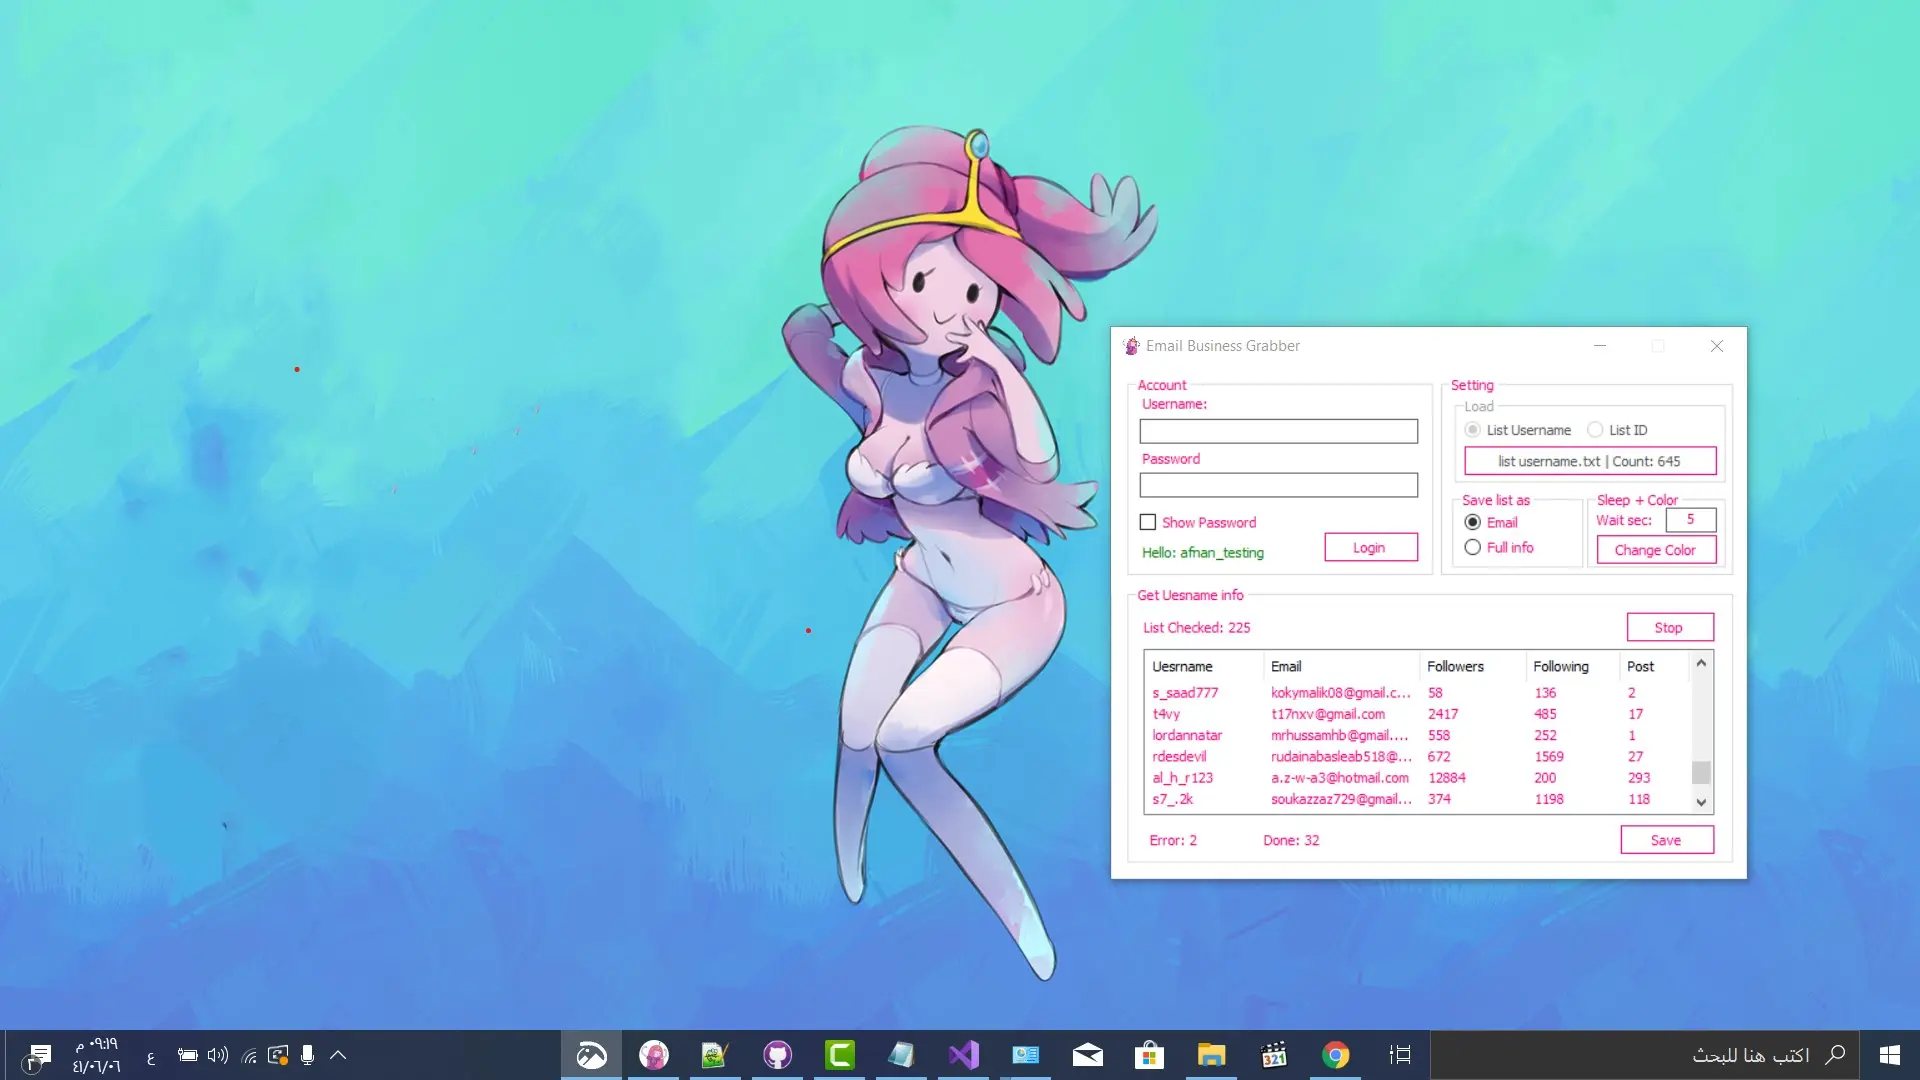 Email Business Grabber
Account
Username:
Password
Show Password
Hello: afnan_testing
Login
Setting
Load
List Username
List ID
list username.txt | Count: 645
Save list as
Email
Full info
Sleep + Color
Wait sec:
5
Change Color
Get Uesname info
List Checked: 225
Stop
Uesrname Email Followers Following Post
s_saad777 kokymalik08@gmail.c... 58 136 2
t4vy t17nxv@gmail.com 2417 485 17
lordannatar mrhussamhb@gmail.... 558 252 1
rdesdevil rudainabasleab518@... 672 1569 27
al_h_r123 a.z-w-a3@hotmail.com 12884 200 293
s7_.2k soukazzaz729@gmail... 374 1198 118
Error: 2
Done: 32
Save
اكتب هنا للبحث
321
ع
٠٩:١٩ م
٤١/٠٦/٠٦